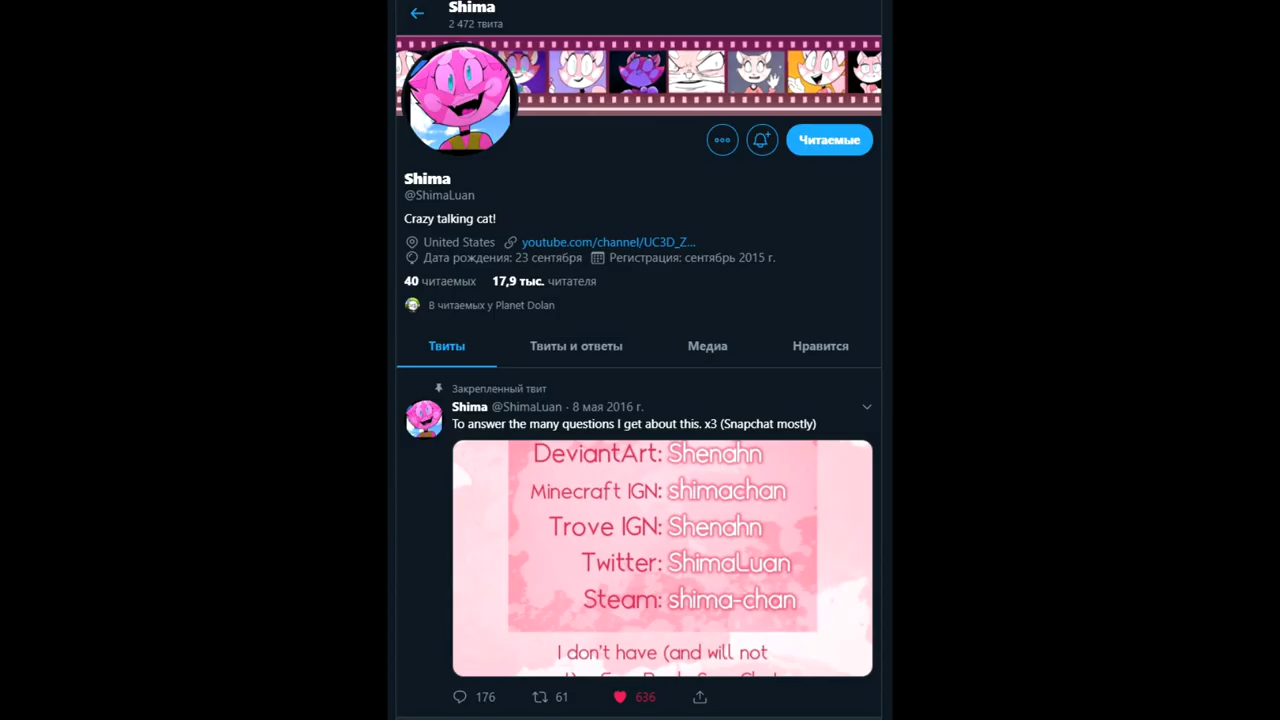 Shima
2 472 твита
Читаемые
Shima
@ShimaLuan
Crazy talking cat!
United States youtube.com/channel/UC3D_Z...
Дата рождения: 23 сентября Регистрация: сентябрь 2015 г.
40 читаемых 17,9 тыс. читателя
В читаемых у Planet Dolan
Твиты Твиты и ответы Медиа Нравится
Закрепленный твит
Shima @ShimaLuan · 8 мая 2016 г.
To answer the many questions I get about this. x3 (Snapchat mostly)
DeviantArt: Shenahn
Minecraft IGN: shimachan
Trove IGN: Shenahn
Twitter: ShimaLuan
Steam: shima-chan
I don't have (and will not
176 61 636